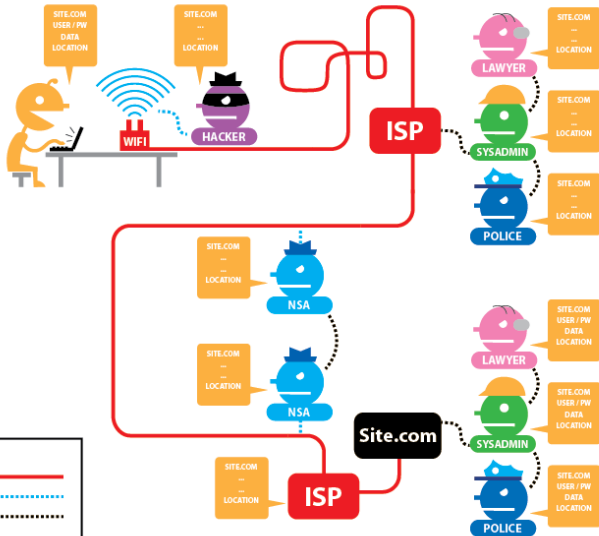 SITE.COM
USER / PW
DATA
LOCATION
SITE.COM
...
...
LOCATION
WIFI
HACKER
ISP
SITE.COM
...
...
LOCATION
LAWYER
SITE.COM
...
...
LOCATION
SYSADMIN
SITE.COM
...
...
LOCATION
POLICE
SITE.COM
...
...
LOCATION
NSA
SITE.COM
...
...
LOCATION
NSA
SITE.COM
...
...
LOCATION
ISP
Site.com
SITE.COM
USER / PW
DATA
LOCATION
LAWYER
SITE.COM
USER / PW
DATA
LOCATION
SYSADMIN
SITE.COM
USER / PW
DATA
LOCATION
POLICE